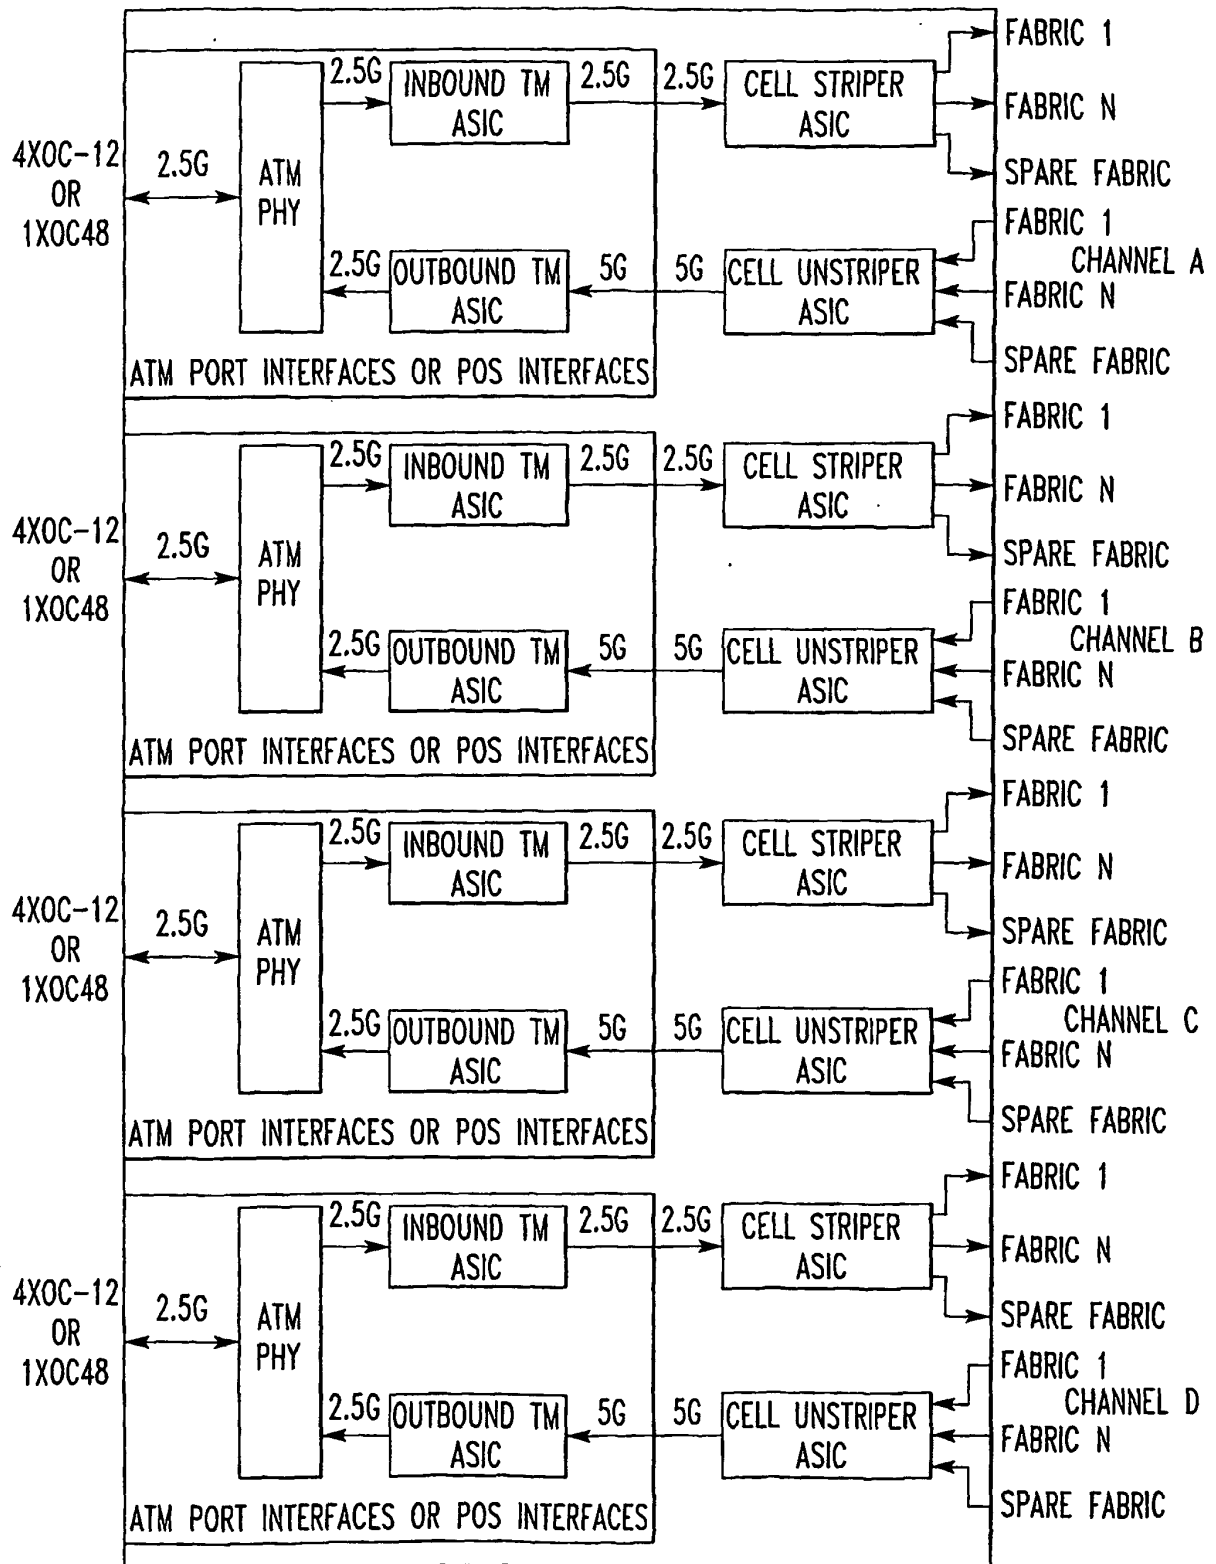 FABRIC 1
2.5G
INBOUND TM
ASIC
2.5G
2.5G
CELL STRIPER
ASIC
FABRIC N
4XOC-12
OR
1XOC48
2.5G
ATM
PHY
SPARE FABRIC
FABRIC 1
CHANNEL A
2.5G
OUTBOUND TM
ASIC
5G
5G
CELL UNSTRIPER
ASIC
FABRIC N
SPARE FABRIC
ATM PORT INTERFACES OR POS INTERFACES
FABRIC 1
2.5G
INBOUND TM
ASIC
2.5G
2.5G
CELL STRIPER
ASIC
FABRIC N
4XOC-12
OR
1XOC48
2.5G
ATM
PHY
SPARE FABRIC
FABRIC 1
CHANNEL B
2.5G
OUTBOUND TM
ASIC
5G
5G
CELL UNSTRIPER
ASIC
FABRIC N
SPARE FABRIC
ATM PORT INTERFACES OR POS INTERFACES
FABRIC 1
2.5G
INBOUND TM
ASIC
2.5G
2.5G
CELL STRIPER
ASIC
FABRIC N
4XOC-12
OR
1XOC48
2.5G
ATM
PHY
SPARE FABRIC
FABRIC 1
CHANNEL C
2.5G
OUTBOUND TM
ASIC
5G
5G
CELL UNSTRIPER
ASIC
FABRIC N
SPARE FABRIC
ATM PORT INTERFACES OR POS INTERFACES
FABRIC 1
2.5G
INBOUND TM
ASIC
2.5G
2.5G
CELL STRIPER
ASIC
FABRIC N
4XOC-12
OR
1XOC48
2.5G
ATM
PHY
SPARE FABRIC
FABRIC 1
CHANNEL D
2.5G
OUTBOUND TM
ASIC
5G
5G
CELL UNSTRIPER
ASIC
FABRIC N
SPARE FABRIC
ATM PORT INTERFACES OR POS INTERFACES